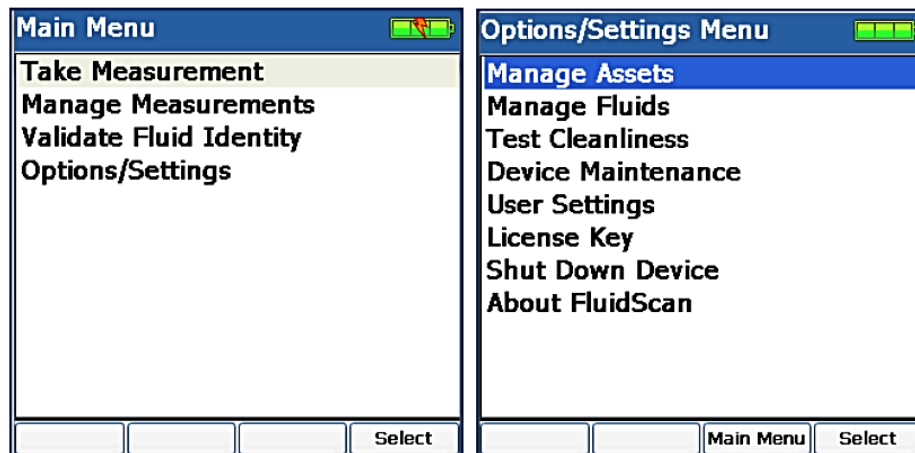 Main Menu
Take Measurement
Manage Measurements
Validate Fluid Identity
Options/Settings
Select
Options/Settings Menu
Manage Assets
Manage Fluids
Test Cleanliness
Device Maintenance
User Settings
License Key
Shut Down Device
About FluidScan
Main Menu Select